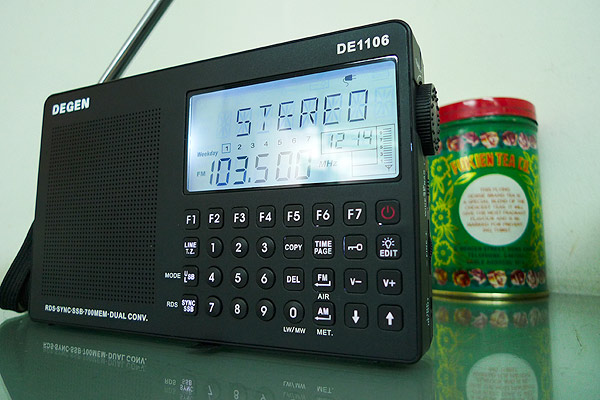 DE1106
DEGEN
STEREO
Weekday 1 2 3 4 5 6 7 12-14
FM 103.500 MHz
F1 F2 F3 F4 F5 F6 F7
LINE T.Z. 1 2 3 COPY TIME PAGE EDIT
MODE U/LSB 4 5 6 DEL FM V- V+
AIR
RDS SYNC SSB 7 8 9 0 AM
LW/MW MET.
RDS·SYNC·SSB·700MEM·DUAL CONV.
FUKIEN TEA CO.